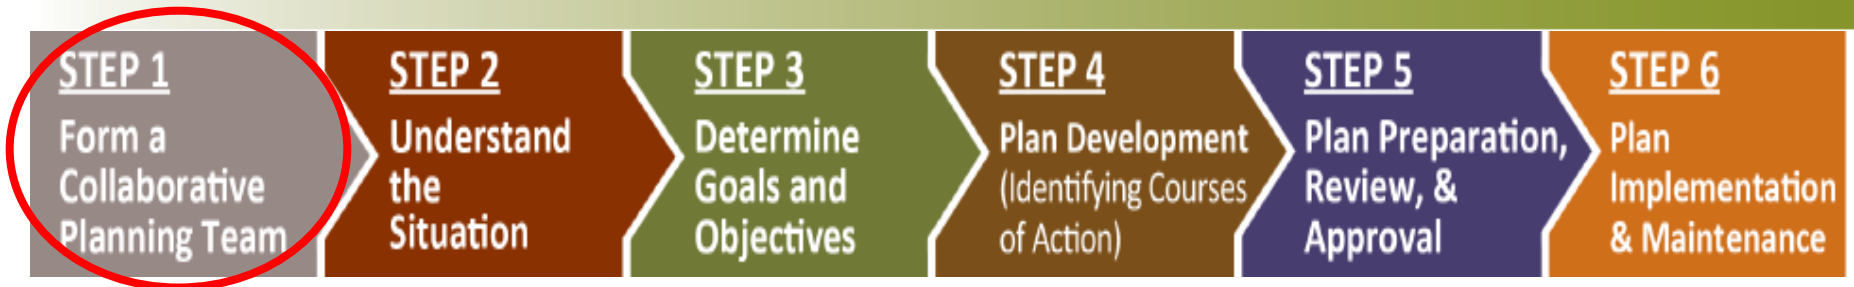 STEP 1
Form a
Collaborative
Planning Team
STEP 2
Understand
the
Situation
STEP 3
Determine
Goals and
Objectives
STEP 4
Plan Development
(Identifying Courses
of Action)
STEP 5
Plan Preparation,
Review, &
Approval
STEP 6
Plan
Implementation
& Maintenance